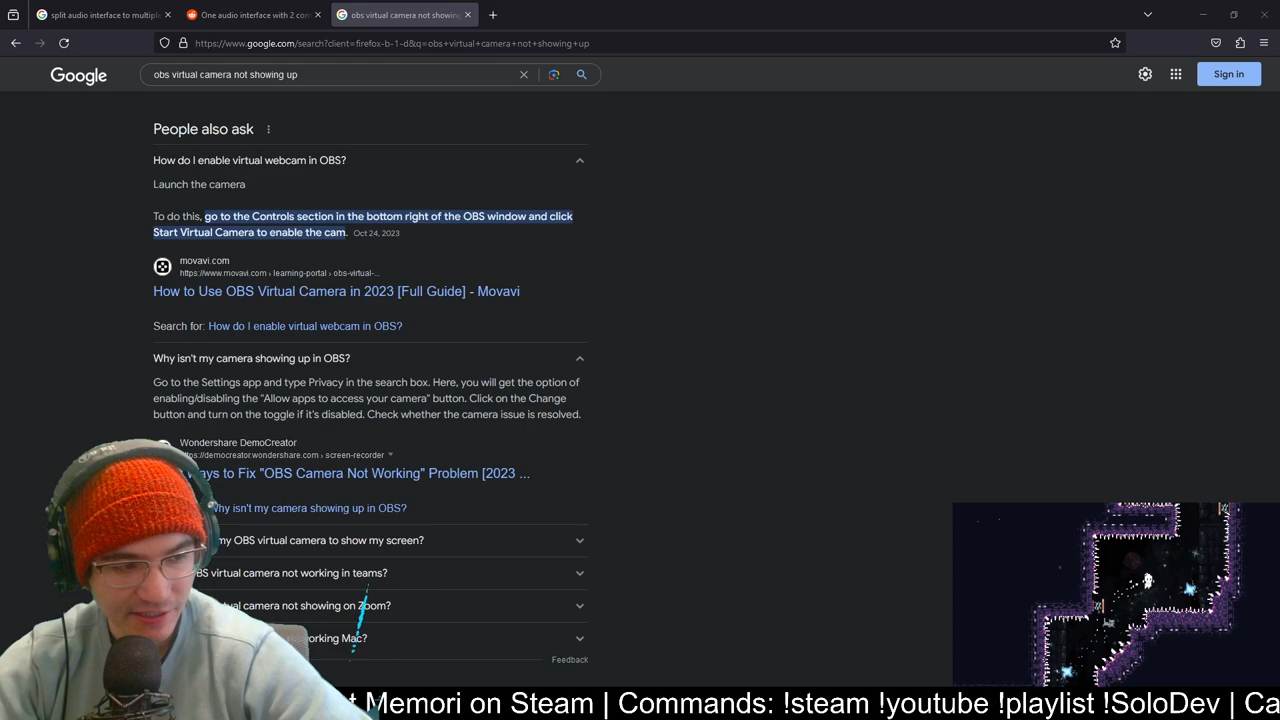 split audio interface to multiple
One audio interface with 2 con
obs virtual camera not showing
https://www.google.com/search?client=firefox-b-1-d&q=obs+virtual+camera+not+showing+up
Google
obs virtual camera not showing up
Sign in
People also ask
How do I enable virtual webcam in OBS?
Launch the camera
To do this, go to the Controls section in the bottom right of the OBS window and click
Start Virtual Camera to enable the cam. Oct 24, 2023
movavi.com
https://www.movavi.com › learning-portal › obs-virtual-...
How to Use OBS Virtual Camera in 2023 [Full Guide] - Movavi
Search for: How do I enable virtual webcam in OBS?
Why isn't my camera showing up in OBS?
Go to the Settings app and type Privacy in the search box. Here, you will get the option of
enabling/disabling the "Allow apps to access your camera" button. Click on the Change
button and turn on the toggle if it's disabled. Check whether the camera issue is resolved.
Wondershare DemoCreator
https://democreator.wondershare.com › screen-recorder
Ways to Fix "OBS Camera Not Working" Problem [2023 ...
Why isn't my camera showing up in OBS?
my OBS virtual camera to show my screen?
OBS virtual camera not working in teams?
virtual camera not showing on Zoom?
working Mac?
Feedback
Memori on Steam | Commands: !steam !youtube !playlist !SoloDev |